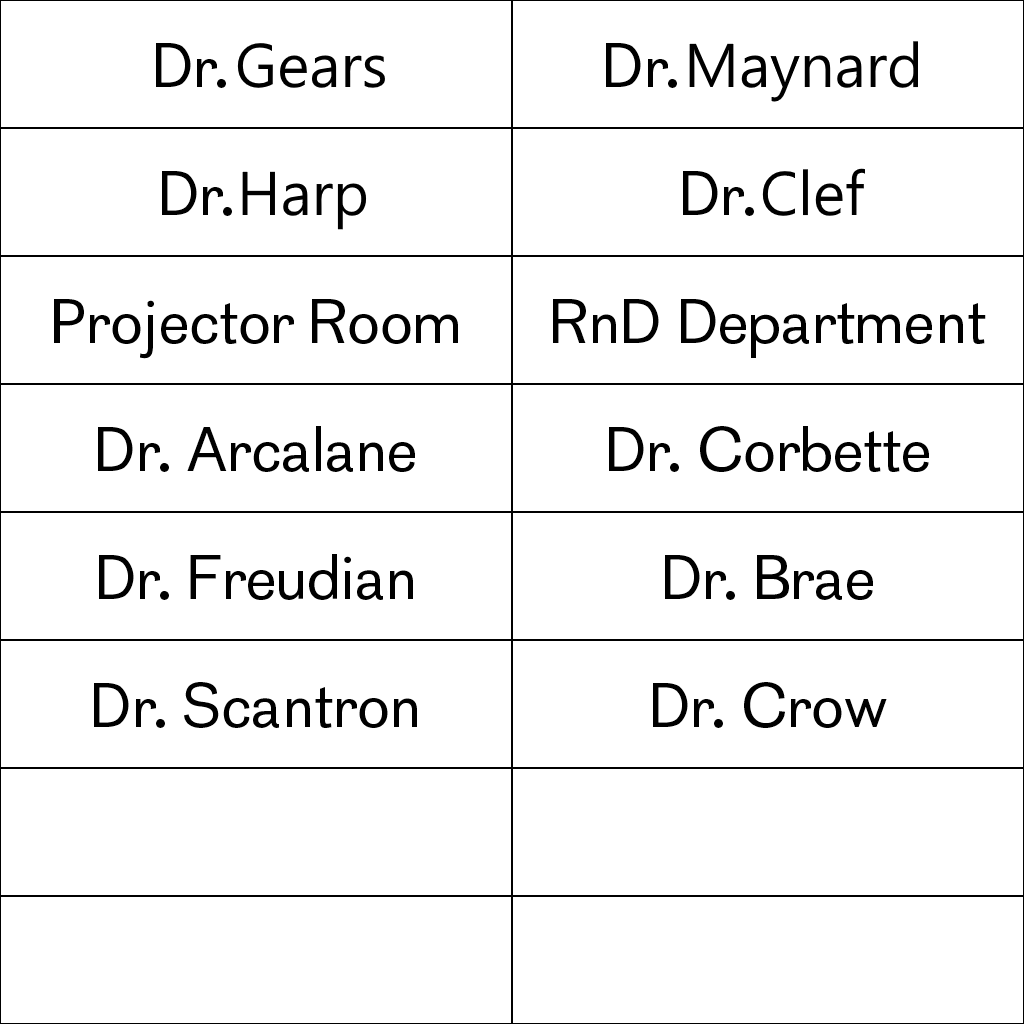 Dr.Gears
Dr.Maynard
Dr.Harp
Dr.Clef
Projector Room
RnD Department
Dr. Arcalane
Dr. Corbette
Dr. Freudian
Dr. Brae
Dr. Scantron
Dr. Crow